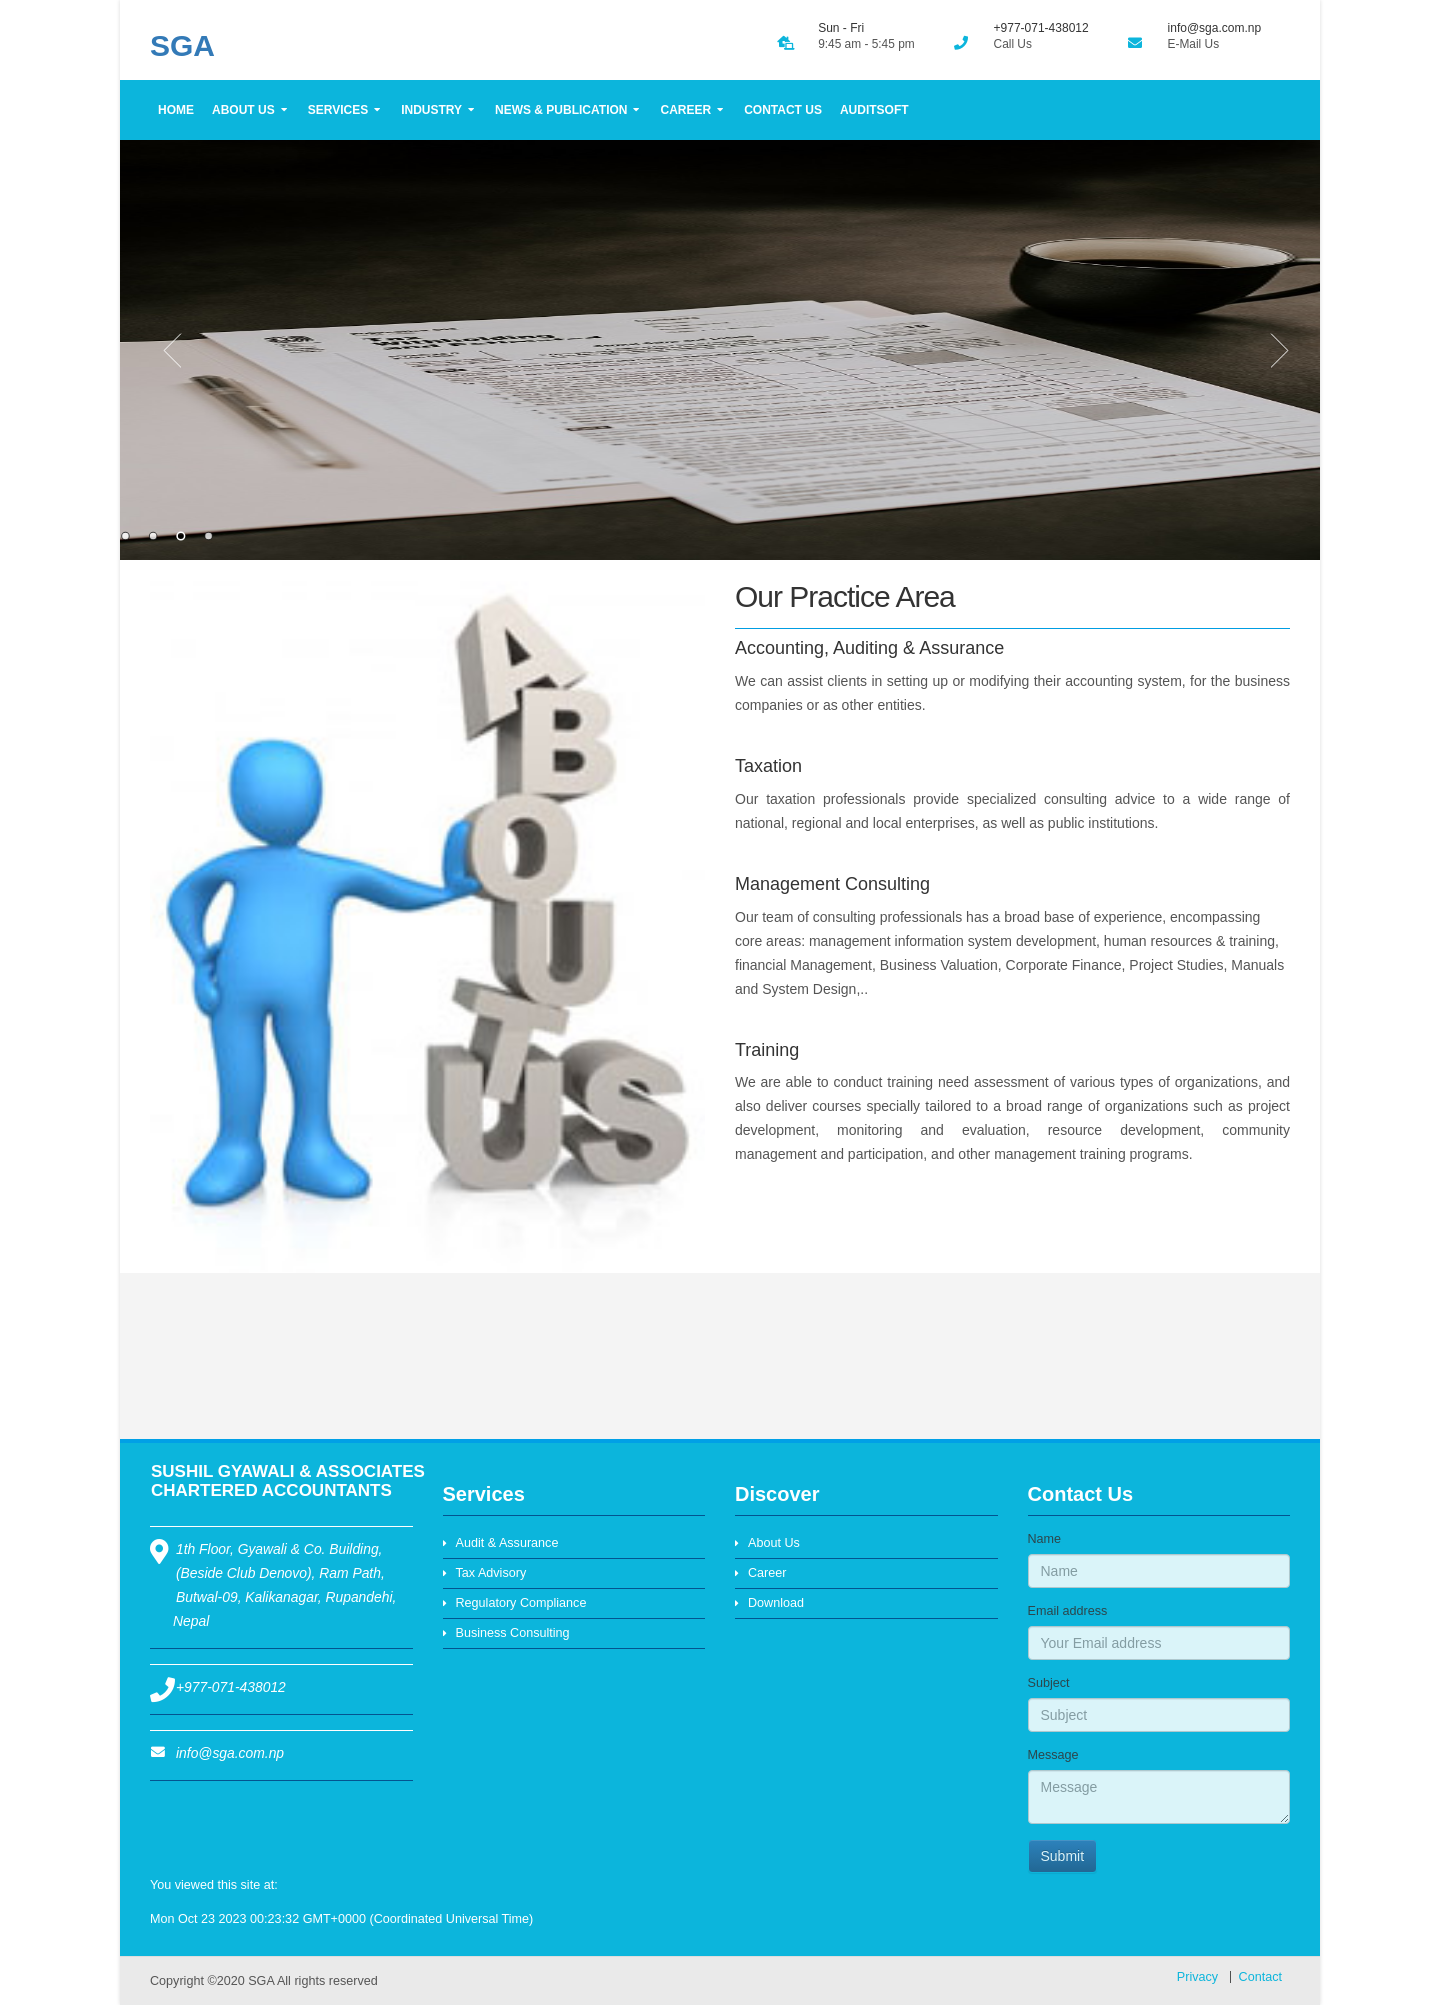 SGA
Sun - Fri
9:45 am - 5:45 pm
+977-071-438012
Call Us
info@sga.com.np
E-Mail Us
HOME ABOUT US SERVICES INDUSTRY NEWS & PUBLICATION CAREER CONTACT US AUDITSOFT
A
B
O
U
T
US
Our Practice Area
Accounting, Auditing & Assurance
We can assist clients in setting up or modifying their accounting system, for the business
companies or as other entities.
Taxation
Our taxation professionals provide specialized consulting advice to a wide range of
national, regional and local enterprises, as well as public institutions.
Management Consulting
Our team of consulting professionals has a broad base of experience, encompassing
core areas: management information system development, human resources & training,
financial Management, Business Valuation, Corporate Finance, Project Studies, Manuals
and System Design,..
Training
We are able to conduct training need assessment of various types of organizations, and
also deliver courses specially tailored to a broad range of organizations such as project
development, monitoring and evaluation, resource development, community
management and participation, and other management training programs.
SUSHIL GYAWALI & ASSOCIATES
CHARTERED ACCOUNTANTS
1th Floor, Gyawali & Co. Building,
(Beside Club Denovo), Ram Path,
Butwal-09, Kalikanagar, Rupandehi,
Nepal
+977-071-438012
info@sga.com.np
Services
Audit & Assurance
Tax Advisory
Regulatory Compliance
Business Consulting
Discover
About Us
Career
Download
Contact Us
Name
Name
Email address
Your Email address
Subject
Subject
Message
Message
Submit
You viewed this site at:
Mon Oct 23 2023 00:23:32 GMT+0000 (Coordinated Universal Time)
Copyright ©2020 SGA All rights reserved
Privacy | Contact